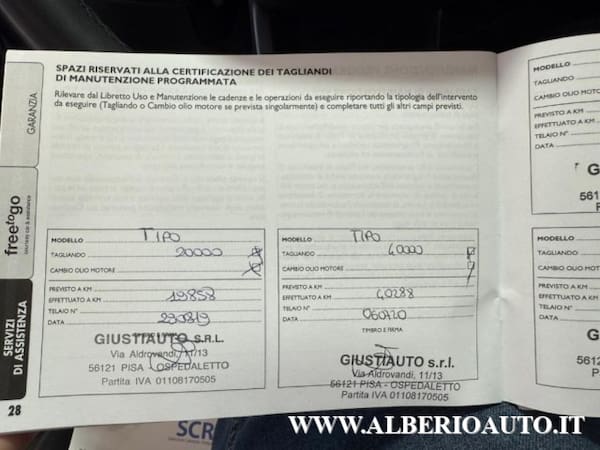 SPAZI RISERVATI ALLA CERTIFICAZIONE DEI TAGLIANDI
DI MANUTENZIONE PROGRAMMATA
Rilevare dal Libretto Uso e Manutenzione le cadenze e le operazioni da eseguire riportando la tipologia dell'intervento
da eseguire (Tagliando o Cambio olio motore se prevista singolarmente) e completare tutti gli altri campi previsti.
GARANZIA
freetogo
SERVIZI
DI ASSISTENZA
28
MODELLO TIPO
TAGLIANDO 20000
CAMBIO OLIO MOTORE
PREVISTO A KM
EFFETTUATO A KM 19858
TELAIO N°
DATA 290819
GIUSTIAUTO S.R.L.
Via Aldrovandi, 11/13
56121 PISA - OSPEDALETTO
Partita IVA 01108170505
MODELLO TIPO
TAGLIANDO 40000
CAMBIO OLIO MOTORE
PREVISTO A KM
EFFETTUATO A KM 40288
TELAIO N°
DATA 060720
TIMBRO E FIRMA
GIUSTIAUTO s.r.l.
Via Aldrovandi, 11/13
56121 PISA - OSPEDALETTO
Partita IVA 01108170505
MODELLO
TAGLIANDO
CAMBIO OLIO MOTORE
PREVISTO A KM
EFFETTUATO A KM
TELAIO N°
DATA
G
561
P
MODELLO
TAGLIANDO
CAMBIO OLIO MOTORE
PREVISTO A KM
EFFETTUATO A KM
TELAIO N°
DATA
GI
5612
Pa
SCR
WWW.ALBERIOAUTO.IT